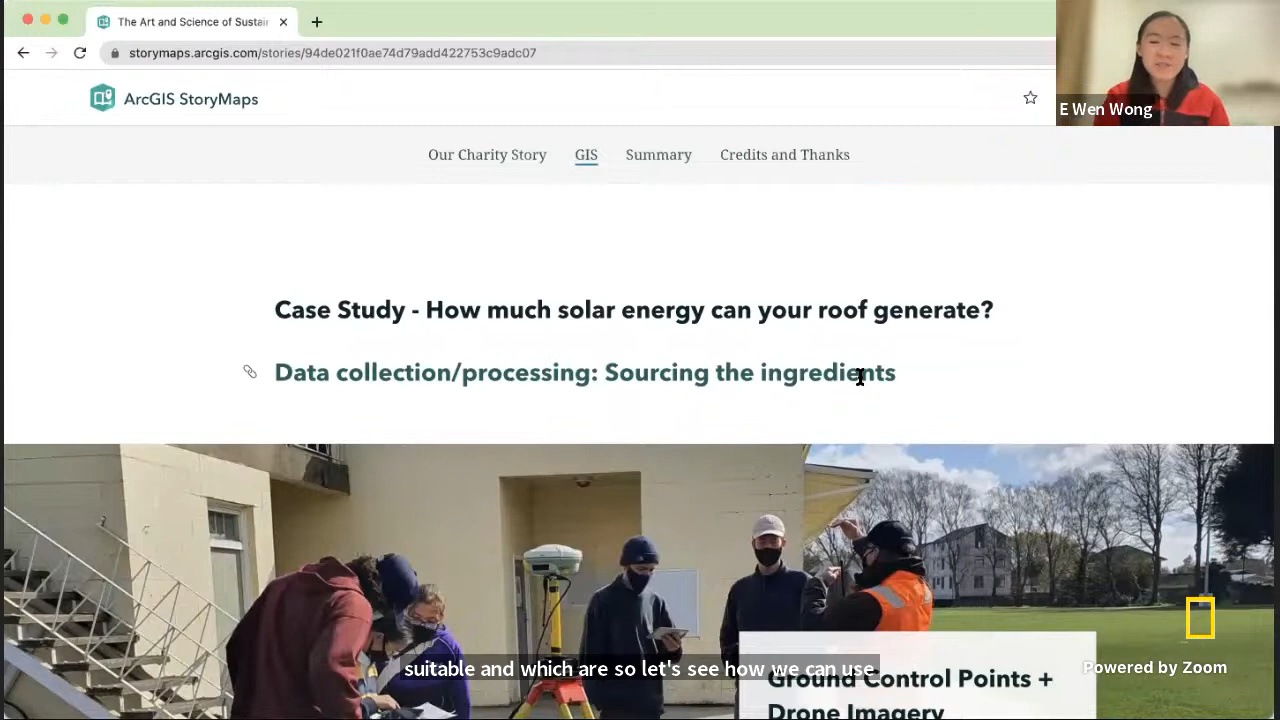 The Art and Science of Sustain
storymaps.arcgis.com/stories/94de021f0ae74d79add422753c9adc07
ArcGIS StoryMaps
E Wen Wong
Our Charity Story GIS Summary Credits and Thanks
Case Study - How much solar energy can your roof generate?
Data collection/processing: Sourcing the ingredients
suitable and which are so let's see how we can use
Ground Control Points +
Drone Imagery
Powered by Zoom